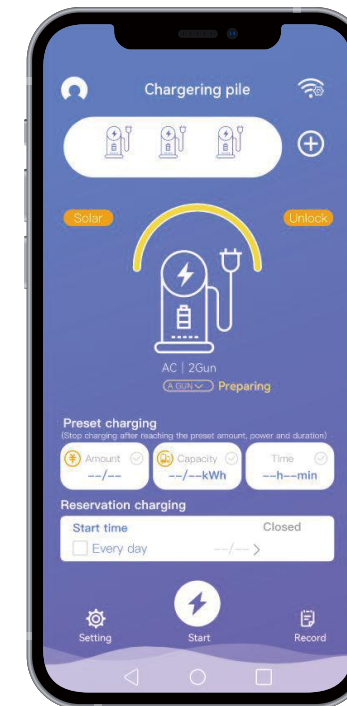 Chargering pile
Solar
Unlock
AC | 2Gun
A GUN Preparing
Preset charging
(Stop charging after reaching the preset amount, power and duration)
Amount Capacity Time
--/-- --/--kWh --h--min
Reservation charging
Start time Closed
Every day --/-- >
Setting Start Record